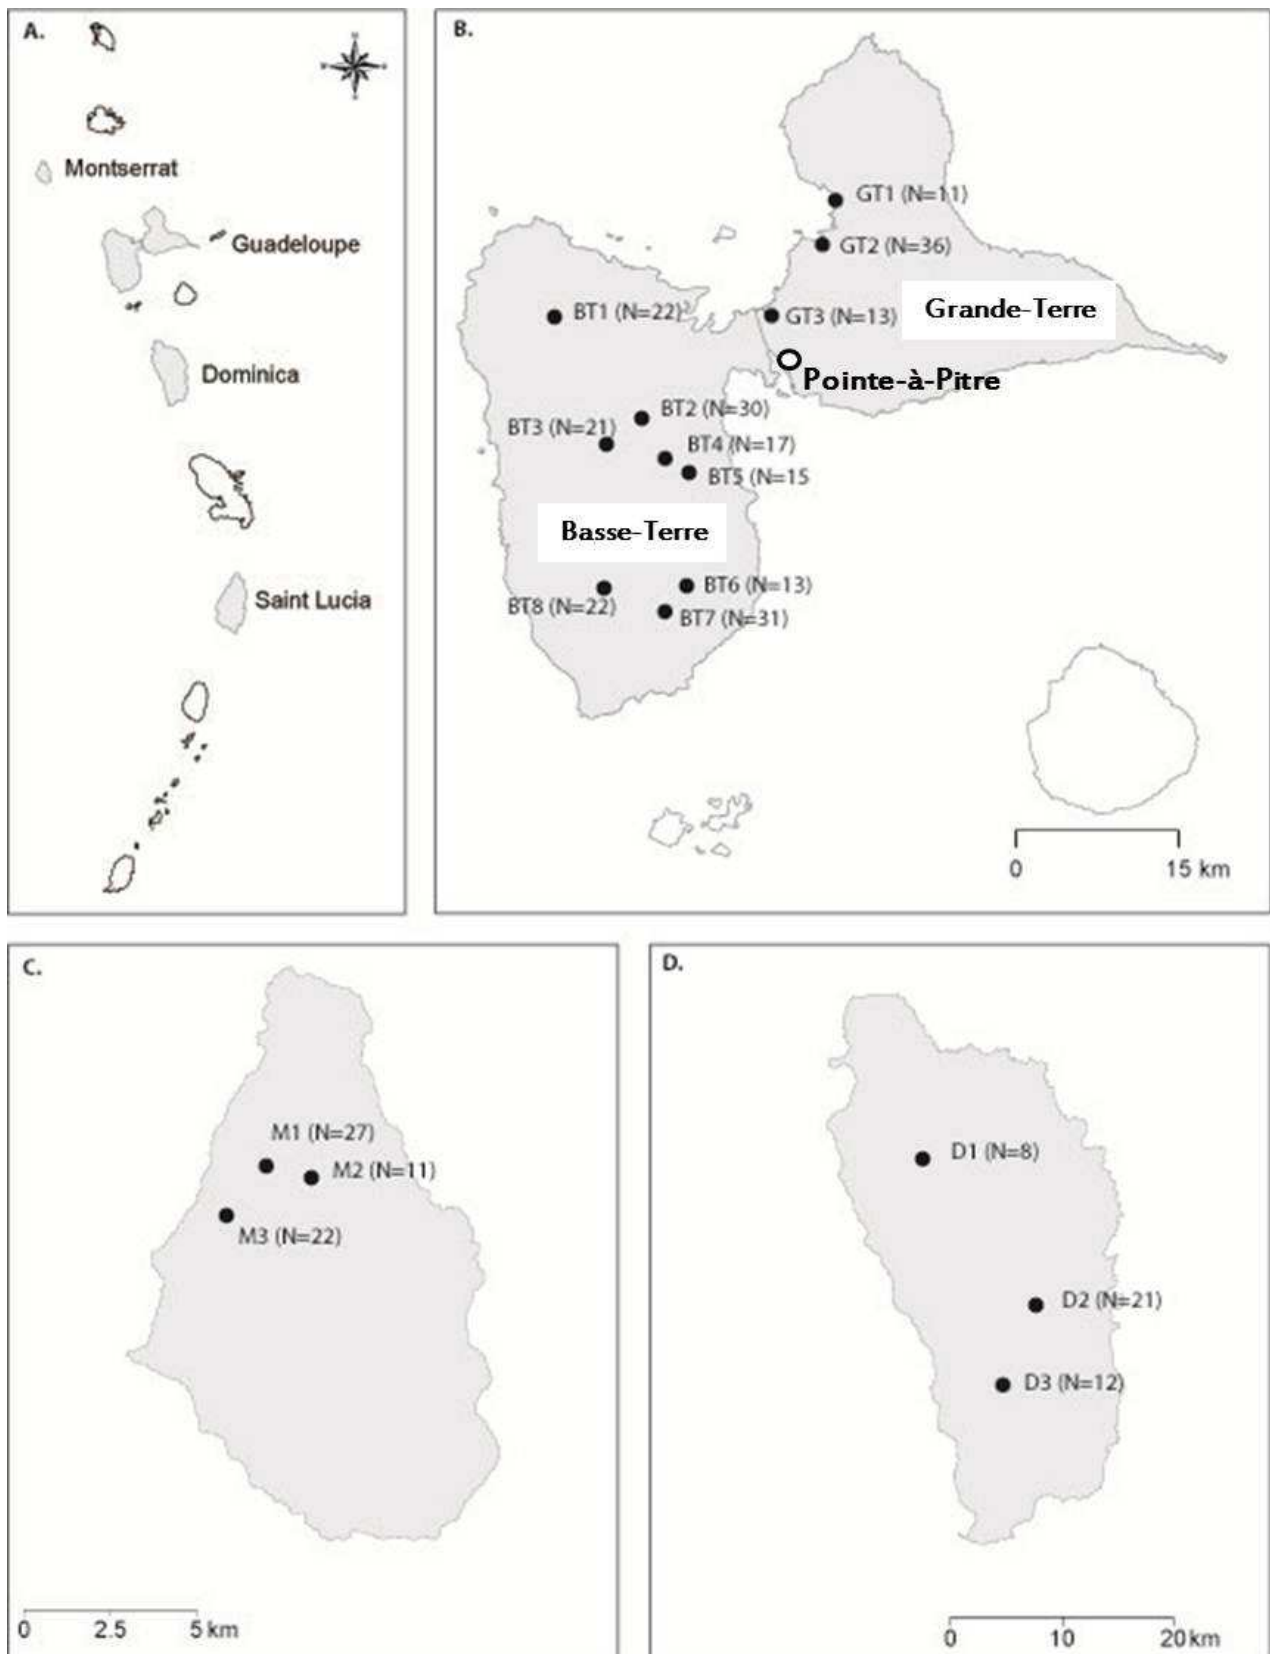 A.
Montserrat
Guadeloupe
Dominica
Saint Lucia
B.
GT1 (N=11)
GT2 (N=36)
BT1 (N=22)
GT3 (N=13)
Grande-Terre
Pointe-à-Pitre
BT2 (N=30)
BT3 (N=21)
BT4 (N=17)
BT5 (N=15
Basse-Terre
BT6 (N=13)
BT8 (N=22)
BT7 (N=31)
0 15 km
C.
M1 (N=27)
M2 (N=11)
M3 (N=22)
0 2.5 5 km
D.
D1 (N=8)
D2 (N=21)
D3 (N=12)
0 10 20 km